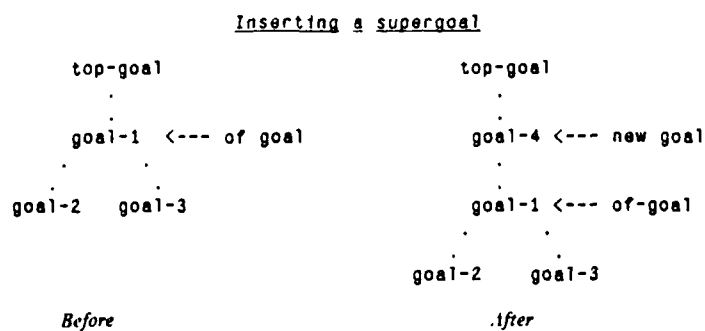 Inserting a supergoal
top-goal top-goal
goal-1 <--- of goal goal-4 <--- new goal
goal-2 goal-3 goal-1 <--- of-goal
goal-2 goal-3
Before After